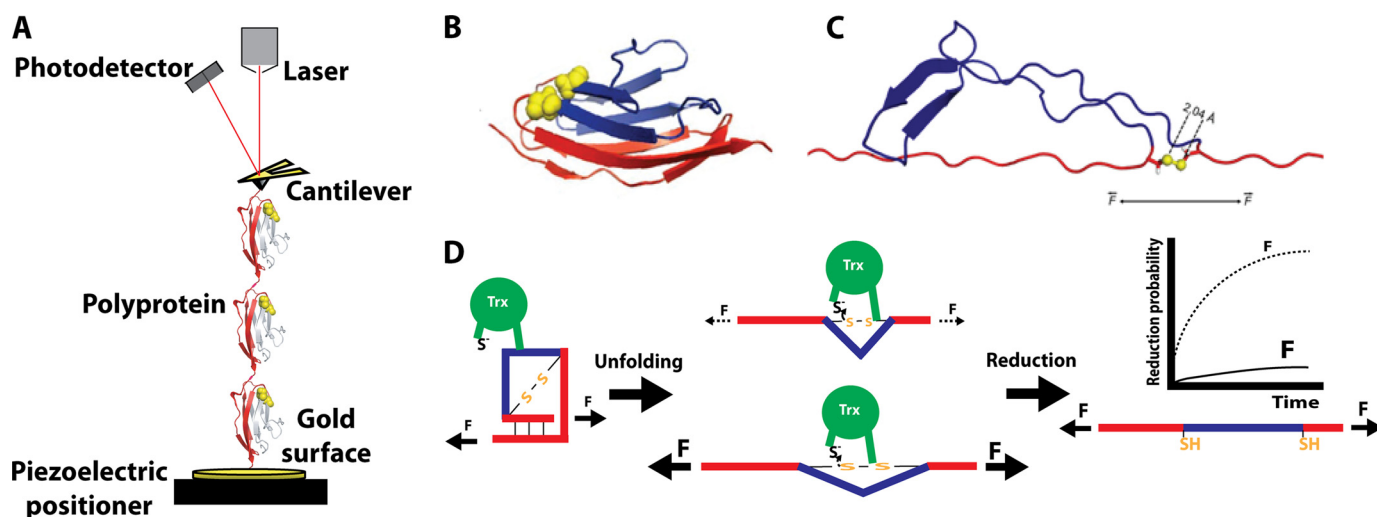 A
Photodetector
Laser
Cantilever
Polyprotein
Gold
surface
Piezoelectric
positioner
B
C
2.04 Å
F F
D
Trx
S-
S
S
F
F
Unfolding
Trx
S-
S - S
F
F
Trx
S-
S - S
F
F
Reduction
Reduction probability
F
F
Time
F
F
SH
SH